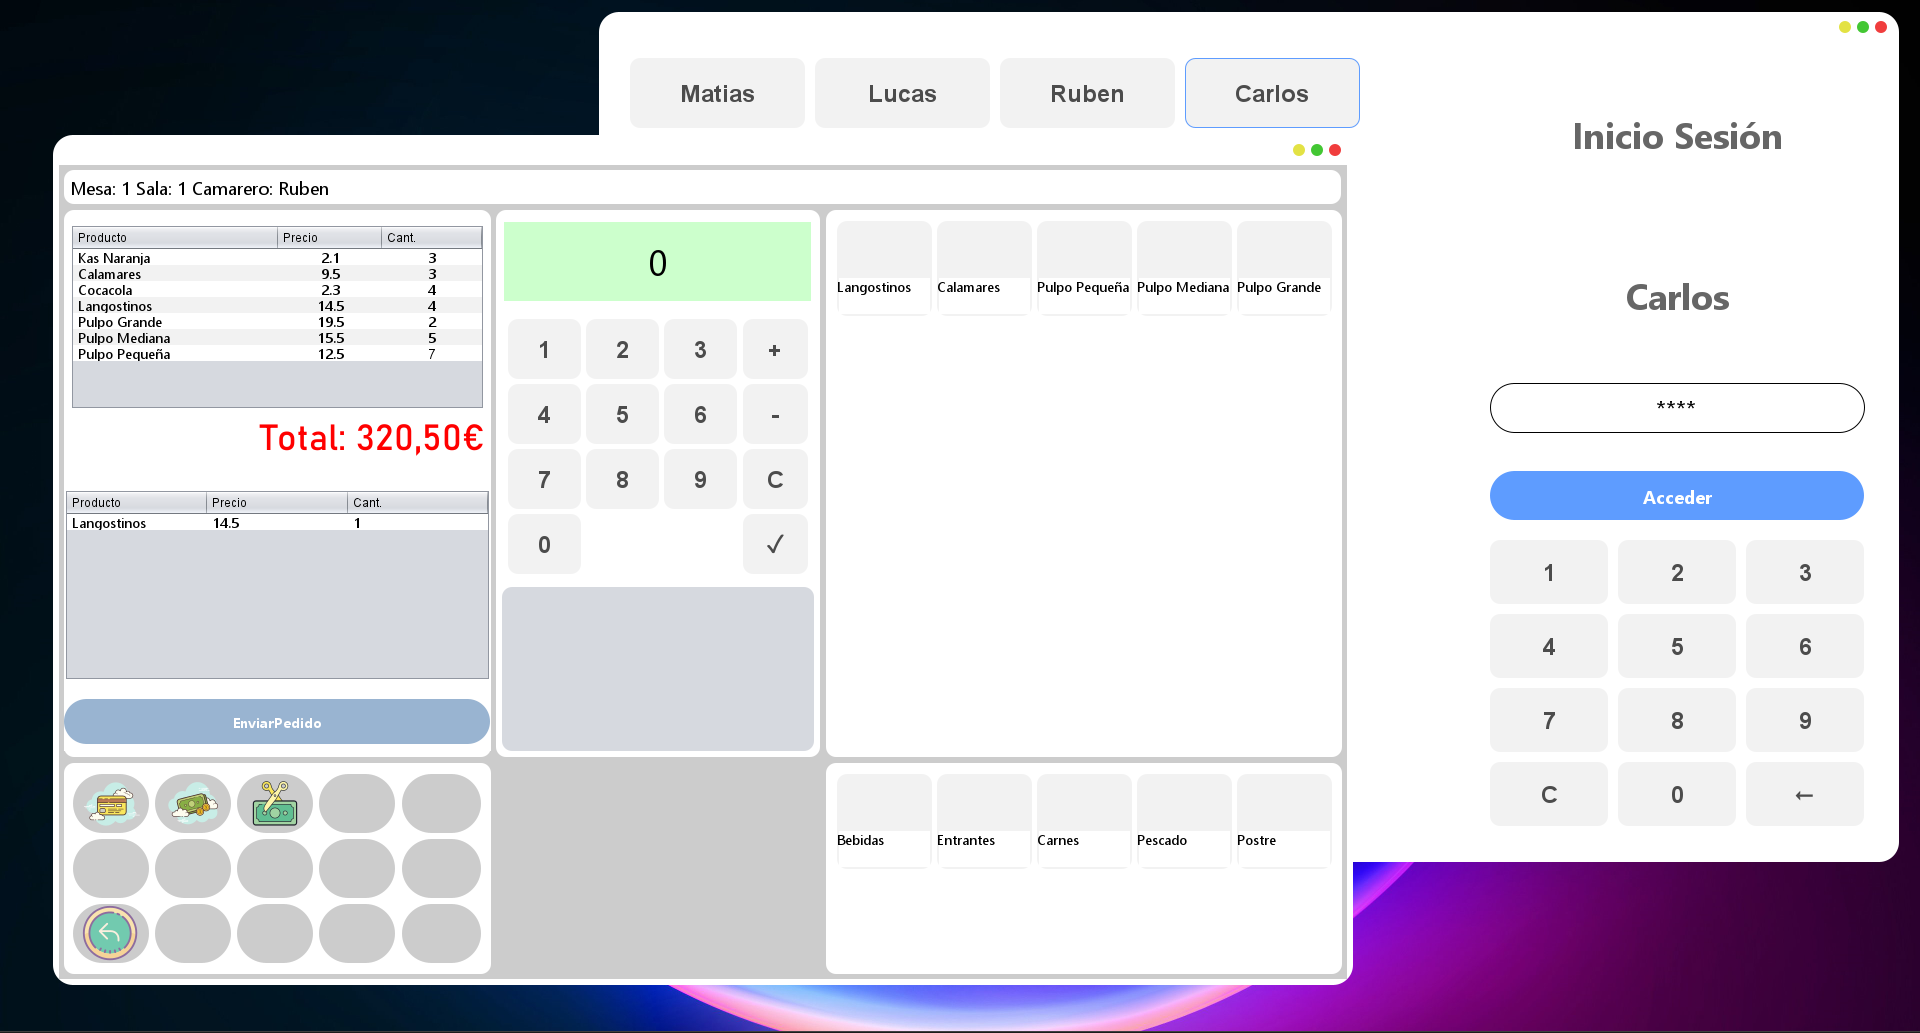 Matias Lucas Ruben Carlos
Inicio Sesión
Carlos
****
Acceder
1 2 3
4 5 6
7 8 9
C 0 ←
Mesa: 1 Sala: 1 Camarero: Ruben
Producto Precio Cant.
Kas Naranja 2.1 3
Calamares 9.5 3
Cocacola 2.3 4
Langostinos 14.5 4
Pulpo Grande 19.5 2
Pulpo Mediana 15.5 5
Pulpo Pequeña 12.5 7
Total: 320,50€
Producto Precio Cant.
Langostinos 14.5 1
EnviarPedido
0
1 2 3 +
4 5 6 -
7 8 9 C
0 ✓
Langostinos Calamares Pulpo Pequeña Pulpo Mediana Pulpo Grande
Bebidas Entrantes Carnes Pescado Postre